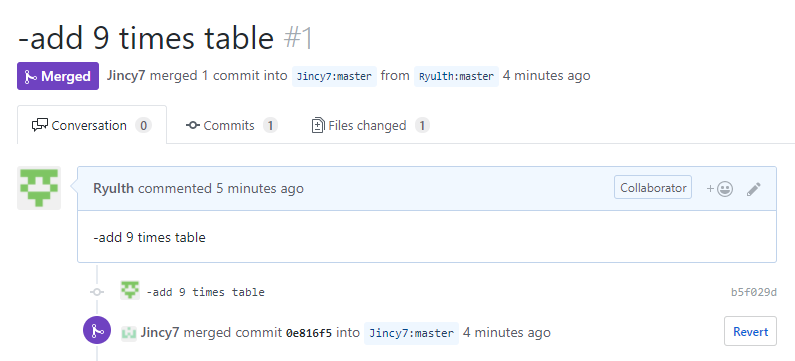 -add 9 times table #1
Merged Jincy7 merged 1 commit into Jincy7:master from Ryulth:master 4 minutes ago
Conversation 0 Commits 1 Files changed 1
Ryulth commented 5 minutes ago Collaborator +
-add 9 times table
-add 9 times table b5f029d
Jincy7 merged commit 0e816f5 into Jincy7:master 4 minutes ago Revert